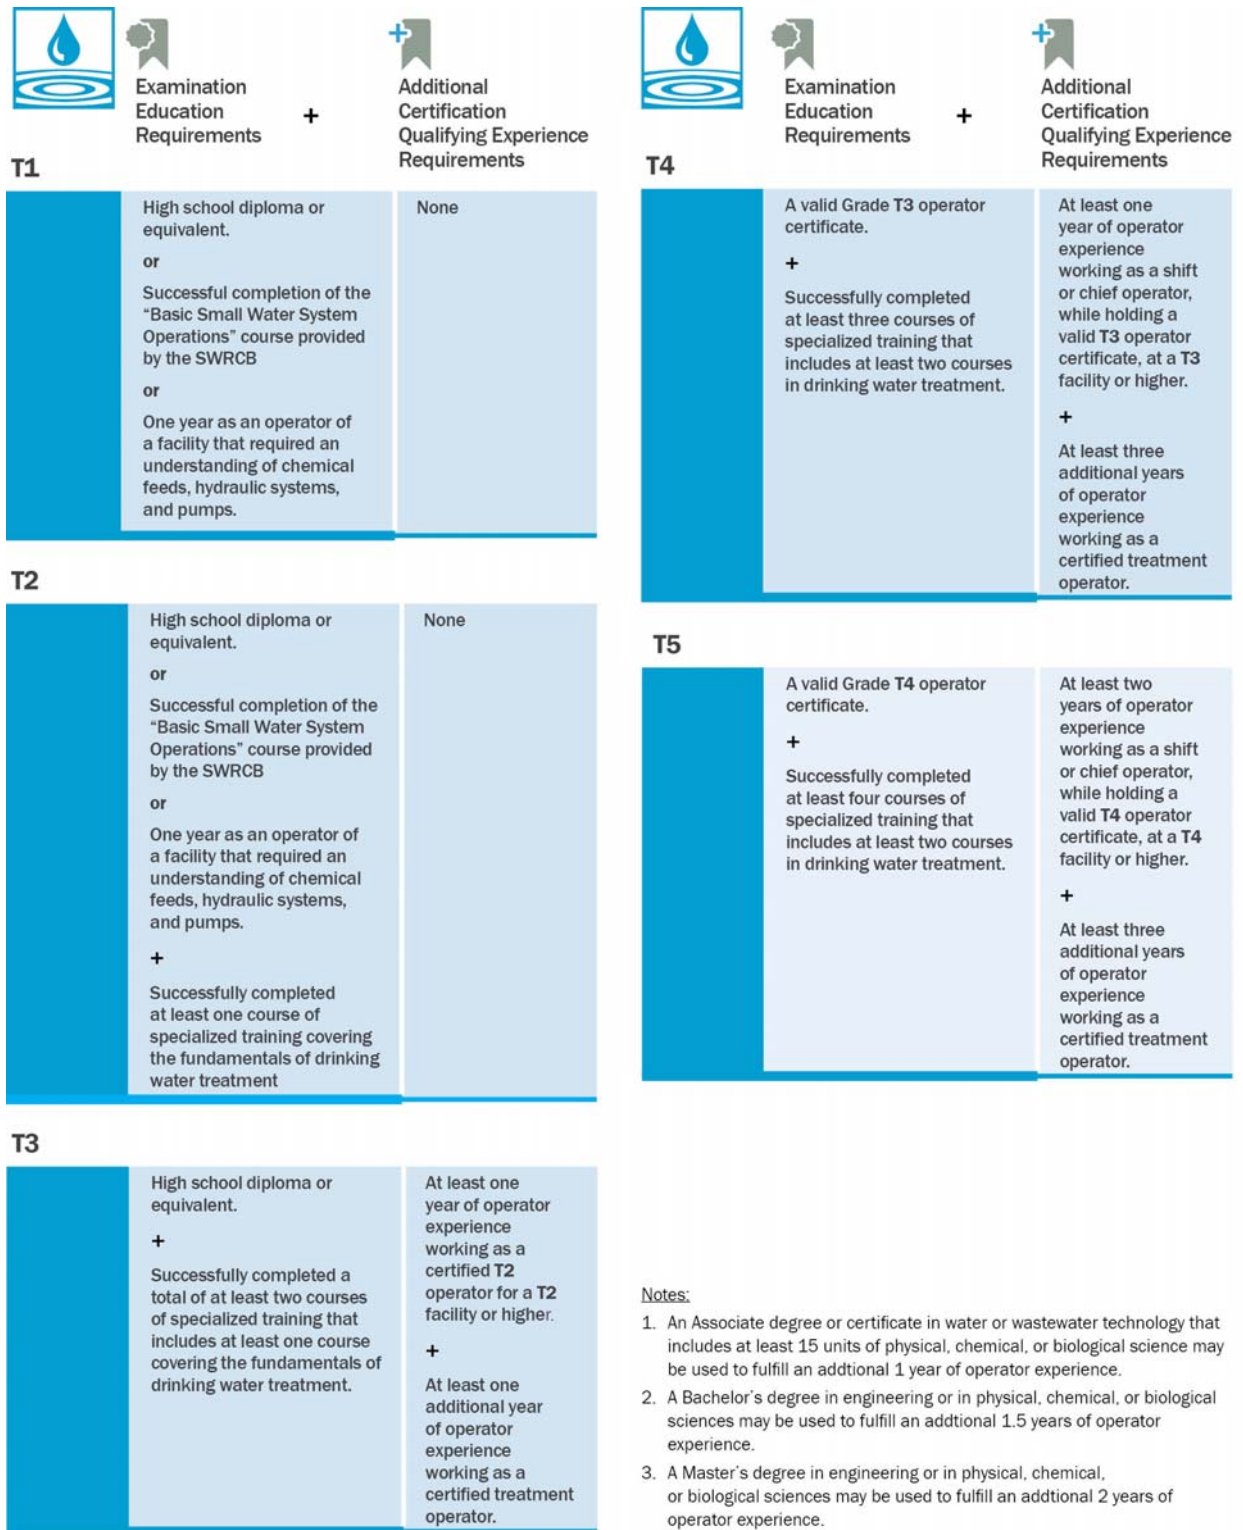 Examination
Education
Requirements
+
Additional
Certification
Qualifying Experience
Requirements
T1
High school diploma or
equivalent.
or
Successful completion of the
“Basic Small Water System
Operations” course provided
by the SWRCB
or
One year as an operator of
a facility that required an
understanding of chemical
feeds, hydraulic systems,
and pumps.
None
T2
High school diploma or
equivalent.
or
Successful completion of the
“Basic Small Water System
Operations” course provided
by the SWRCB
or
One year as an operator of
a facility that required an
understanding of chemical
feeds, hydraulic systems,
and pumps.
+
Successfully completed
at least one course of
specialized training covering
the fundamentals of drinking
water treatment
None
T3
High school diploma or
equivalent.
+
Successfully completed a
total of at least two courses
of specialized training that
includes at least one course
covering the fundamentals of
drinking water treatment.
At least one
year of operator
experience
working as a
certified T2
operator for a T2
facility or higher.
+
At least one
additional year
of operator
experience
working as a
certified treatment
operator.
Examination
Education
Requirements
+
Additional
Certification
Qualifying Experience
Requirements
T4
A valid Grade T3 operator
certificate.
+
Successfully completed
at least three courses of
specialized training that
includes at least two courses
in drinking water treatment.
At least one
year of operator
experience
working as a shift
or chief operator,
while holding a
valid T3 operator
certificate, at a T3
facility or higher.
+
At least three
additional years
of operator
experience
working as a
certified treatment
operator.
T5
A valid Grade T4 operator
certificate.
+
Successfully completed
at least four courses of
specialized training that
includes at least two courses
in drinking water treatment.
At least two
years of operator
experience
working as a shift
or chief operator,
while holding a
valid T4 operator
certificate, at a T4
facility or higher.
+
At least three
additional years
of operator
experience
working as a
certified treatment
operator.
Notes:
1. An Associate degree or certificate in water or wastewater technology that
includes at least 15 units of physical, chemical, or biological science may
be used to fulfill an addtional 1 year of operator experience.
2. A Bachelor's degree in engineering or in physical, chemical, or biological
sciences may be used to fulfill an addtional 1.5 years of operator
experience.
3. A Master's degree in engineering or in physical, chemical,
or biological sciences may be used to fulfill an addtional 2 years of
operator experience.